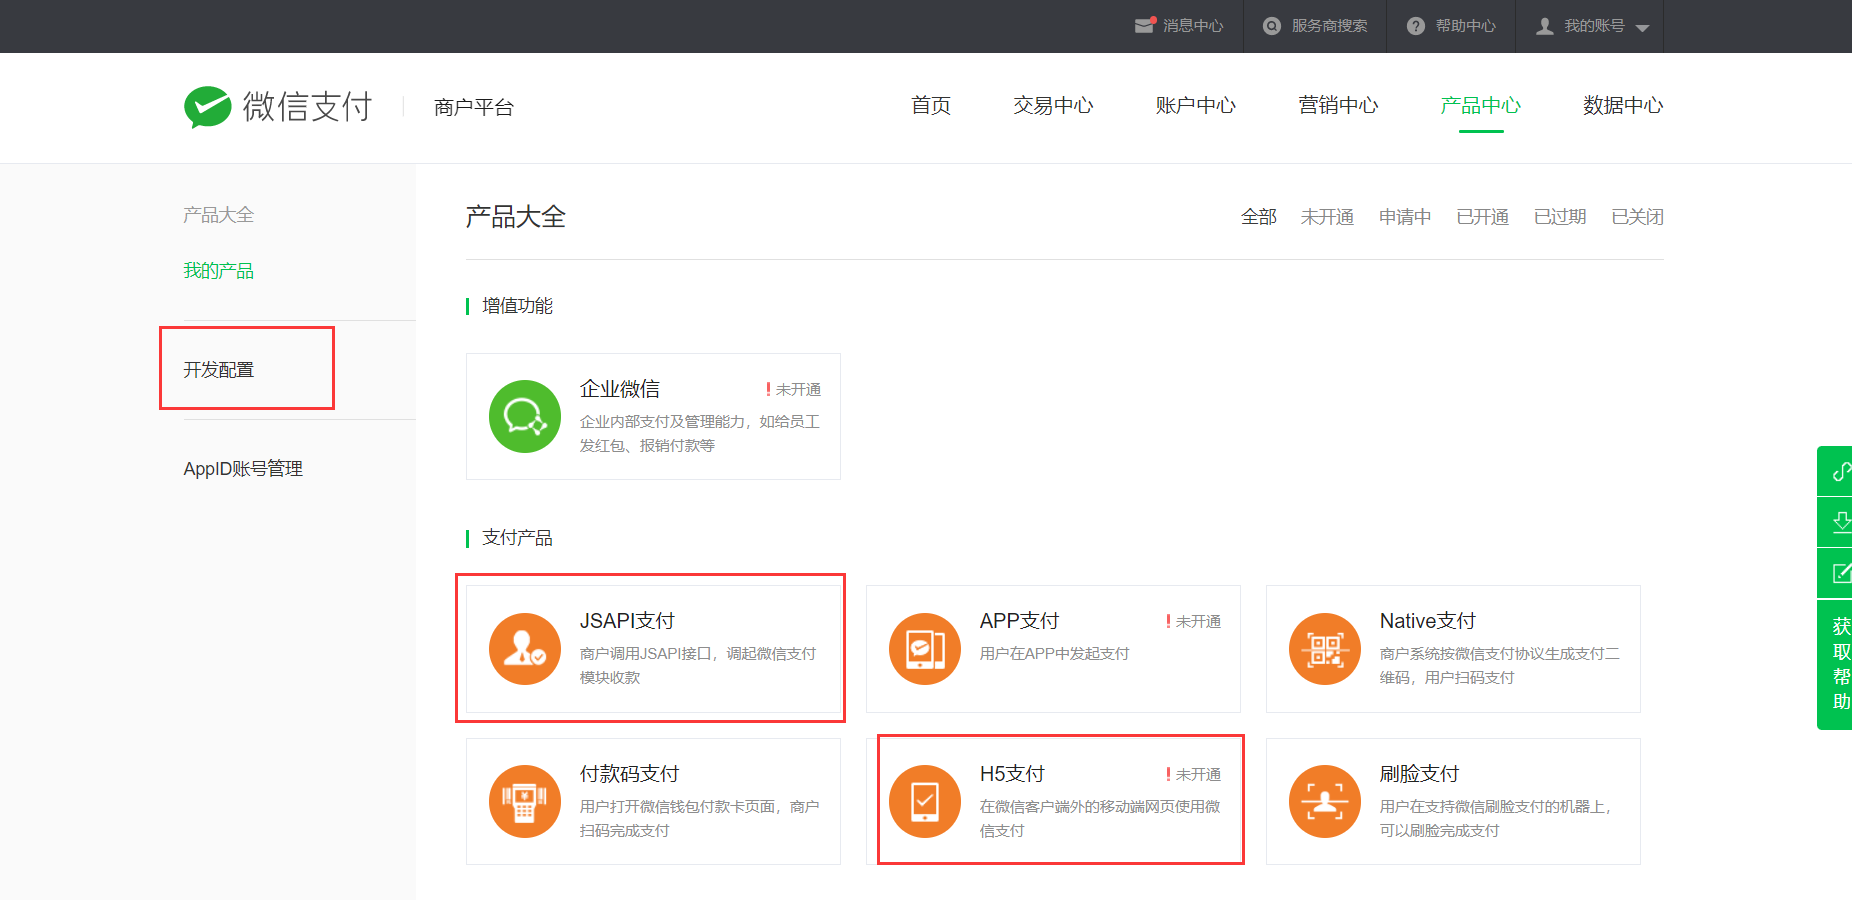 消息中心
服务商搜索
帮助中心
我的账号
微信支付
商户平台
首页
交易中心
账户中心
营销中心
产品中心
数据中心
产品大全
我的产品
开发配置
AppID账号管理
产品大全
全部
未开通
申请中
已开通
已过期
已关闭
增值功能
企业微信
未开通
企业内部支付及管理能力，如给员工
发红包、报销付款等
支付产品
JSAPI支付
商户调用JSAPI接口，调起微信支付
模块收款
APP支付
未开通
用户在APP中发起支付
Native支付
商户系统按微信支付协议生成支付二
维码，用户扫码支付
付款码支付
用户打开微信钱包付款卡页面，商户
扫码完成支付
H5支付
未开通
在微信客户端外的移动端网页使用微
信支付
刷脸支付
用户在支持微信刷脸支付的机器上，
可以刷脸完成支付
获
取
帮
助